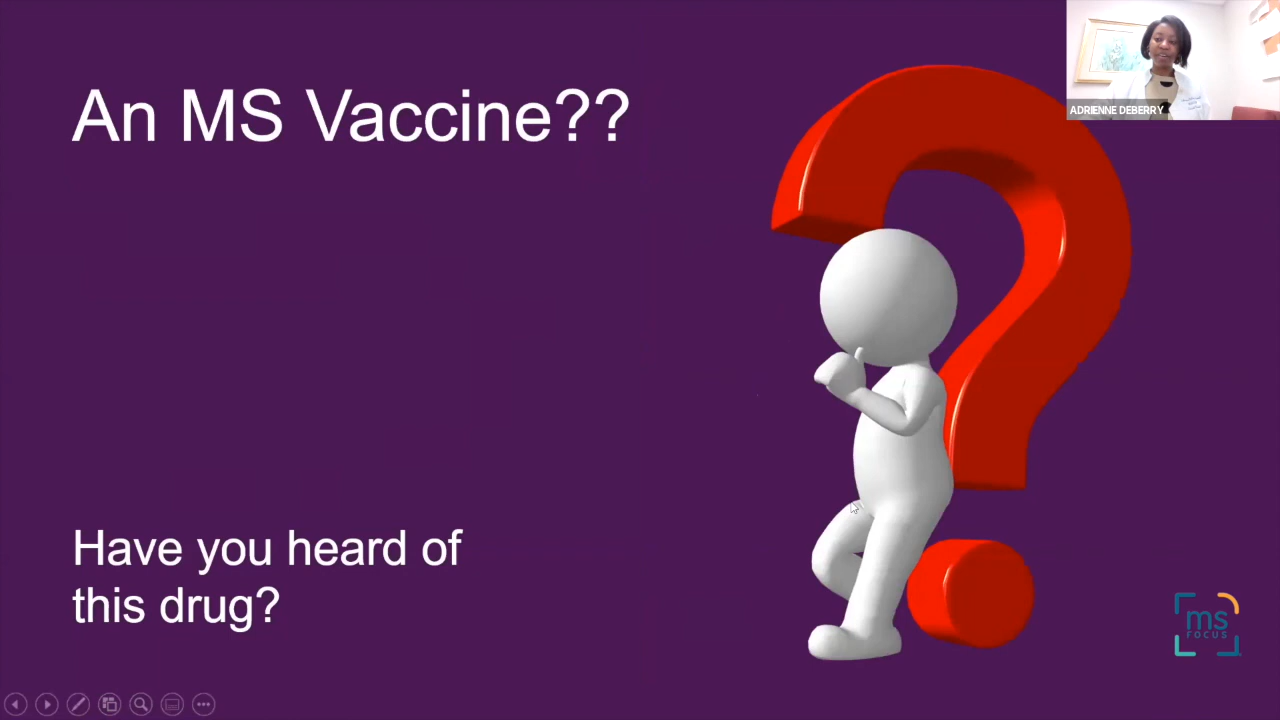 An MS Vaccine??
ADRIENNE DEBERRY
Have you heard of
this drug?
ms
FOCUS